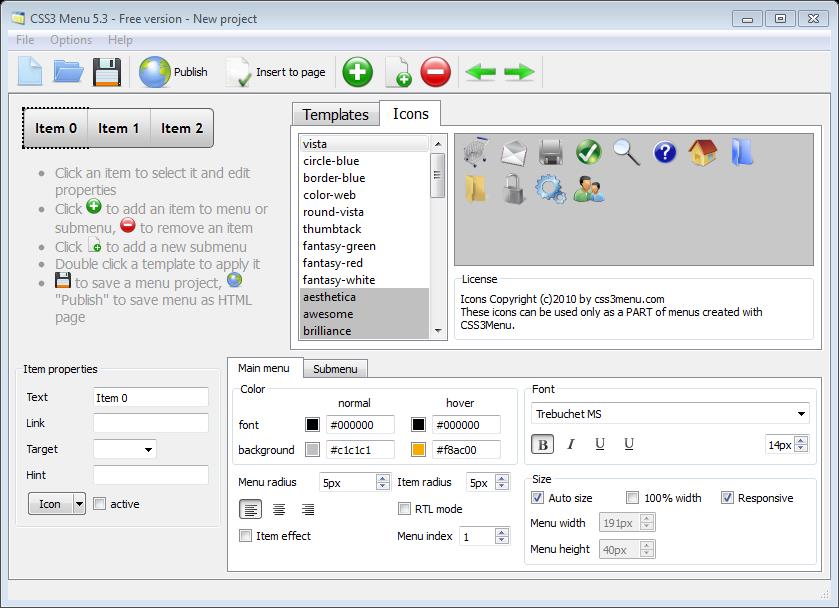 CSS3 Menu 5.3 - Free version - New project
File Options Help
Publish
Insert to page
Item 0 Item 1 Item 2
Click an item to select it and edit
properties
Click to add an item to menu or
submenu, to remove an item
Click to add a new submenu
Double click a template to apply it
to save a menu project,
"Publish" to save menu as HTML
page
Templates Icons
vista
circle-blue
border-blue
color-web
round-vista
thumbtack
fantasy-green
fantasy-red
fantasy-white
aesthetica
awesome
brilliance
License
Icons Copyright (c)2010 by css3menu.com
These icons can be used only as a PART of menus created with
CSS3Menu.
Item properties
Text Item 0
Link
Target
Hint
Icon active
Main menu Submenu
Color
normal hover
font #000000 #000000
background #c1c1c1 #f8ac00
Menu radius 5px Item radius 5px
RTL mode
Item effect Menu index 1
Font
Trebuchet MS
B I U U 14px
Size
Auto size 100% width Responsive
Menu width 191px
Menu height 40px